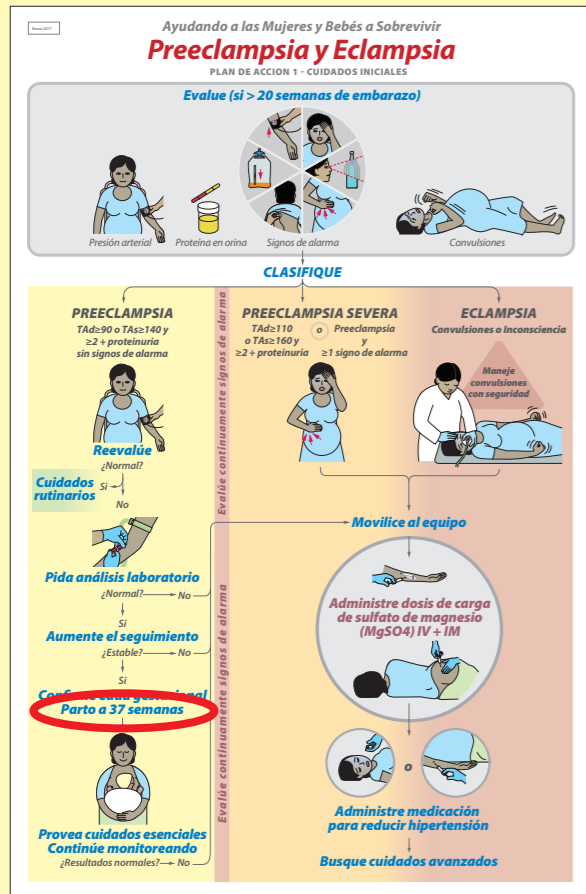 Enero 2017
Ayudando a las Mujeres y Bebés a Sobrevivir
Preeclampsia y Eclampsia
PLAN DE ACCION 1 - CUIDADOS INICIALES
Evalue (si > 20 semanas de embarazo)
Presión arterial
Proteína en orina
Signos de alarma
Convulsiones
CLASIFIQUE
PREECLAMPSIA
TAd≥90 o TAs≥140 y
≥2 + proteinuria
sin signos de alarma
Reevalúe
¿Normal?
Cuidados
rutinarios
Si
No
Pida análisis laboratorio
¿Normal?
No
Si
Aumente el seguimiento
¿Estable?
No
Si
Confirme edad gestacional
Parto a 37 semanas
Provea cuidados esenciales
Continúe monitoreando
¿Resultados normales?
No
Evalúe continuamente signos de alarma
Evalúe continuamente signos de alarma
PREECLAMPSIA SEVERA
TAd≥110
o TAs≥160 y
≥2 + proteinuria
o
Preeclampsia
y
≥1 signo de alarma
ECLAMPSIA
Convulsiones o Inconsciencia
Maneje
convulsiones
con seguridad
Movilice al equipo
Administre dosis de carga
de sulfato de magnesio
(MgSO4) IV + IM
o
Administre medicación
para reducir hipertensión
Busque cuidados avanzados